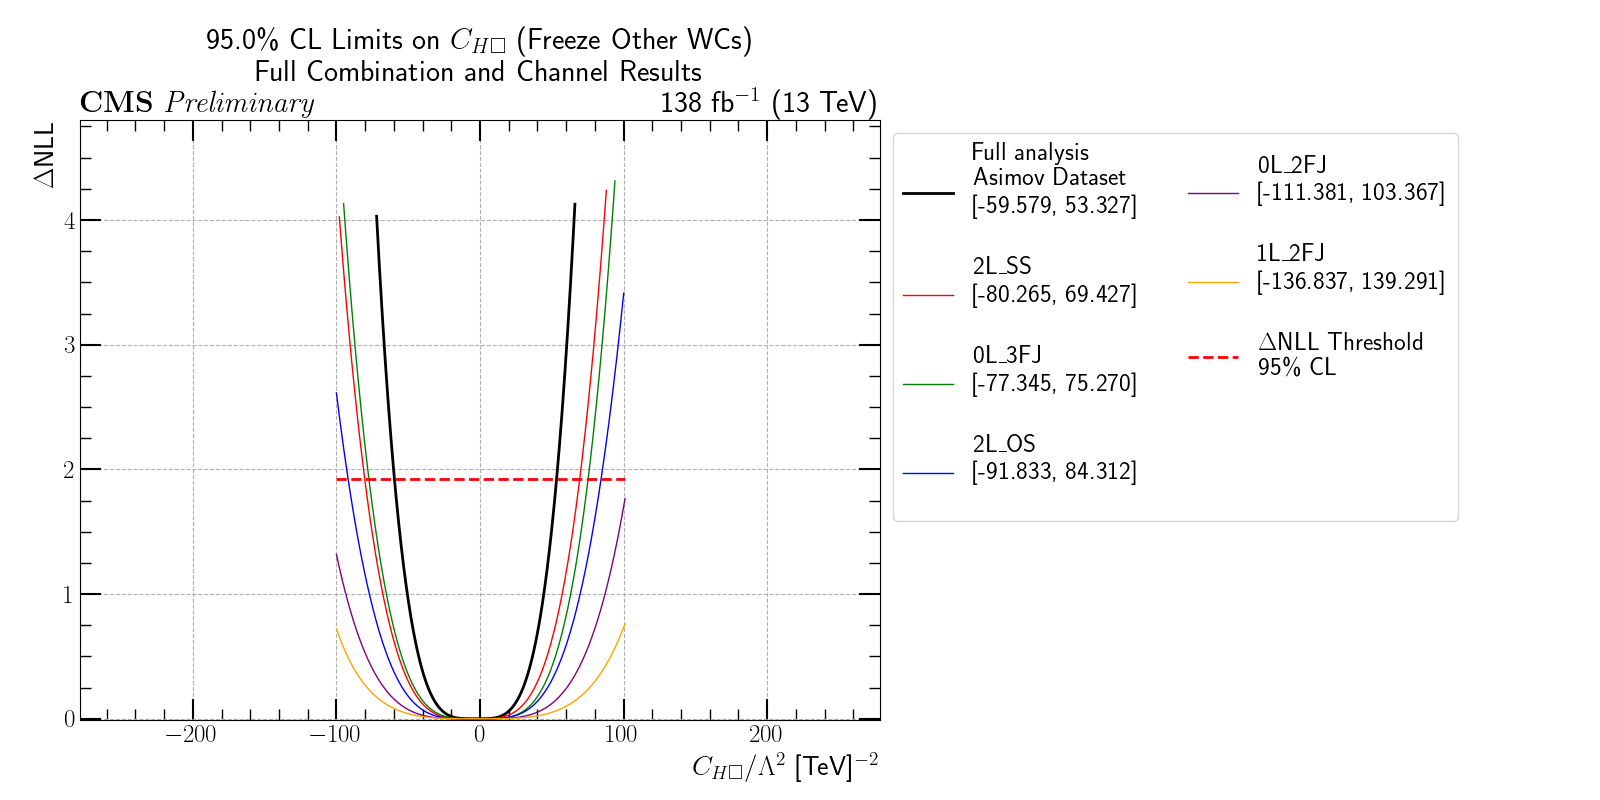 95.0% CL Limits on C_{H□} (Freeze Other WCs)
Full Combination and Channel Results
CMS Preliminary
138 fb⁻¹ (13 TeV)
ΔNLL
4
3
2
1
0
−200
−100
0
100
200
C_{H□}/Λ² [TeV]⁻²
Full analysis
Asimov Dataset
[-59.579, 53.327]
2L_SS
[-80.265, 69.427]
0L_3FJ
[-77.345, 75.270]
2L_OS
[-91.833, 84.312]
0L_2FJ
[-111.381, 103.367]
1L_2FJ
[-136.837, 139.291]
ΔNLL Threshold
95% CL